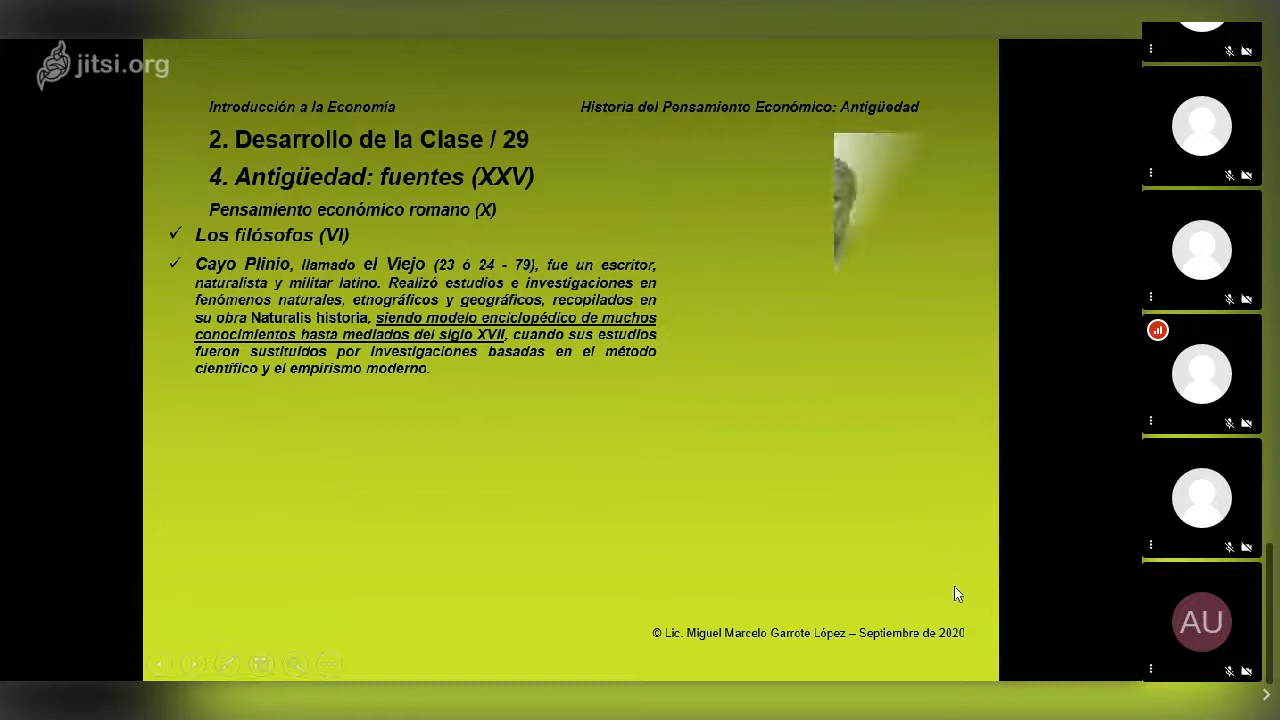 jitsi.org
Introducción a la Economía
Historia del Pensamiento Económico: Antigüedad
2. Desarrollo de la Clase / 29
4. Antigüedad: fuentes (XXV)
Pensamiento económico romano (X)
✓ Los filósofos (VI)
✓ Cayo Plinio, llamado el Viejo (23 ó 24 - 79), fue un escritor,
naturalista y militar latino. Realizó estudios e investigaciones en
fenómenos naturales, etnográficos y geográficos, recopilados en
su obra Naturalis historia, siendo modelo enciclopédico de muchos
conocimientos hasta mediados del siglo XVII, cuando sus estudios
fueron sustituidos por investigaciones basadas en el método
científico y el empirismo moderno.
© Lic. Miguel Marcelo Garrote López – Septiembre de 2020
AU